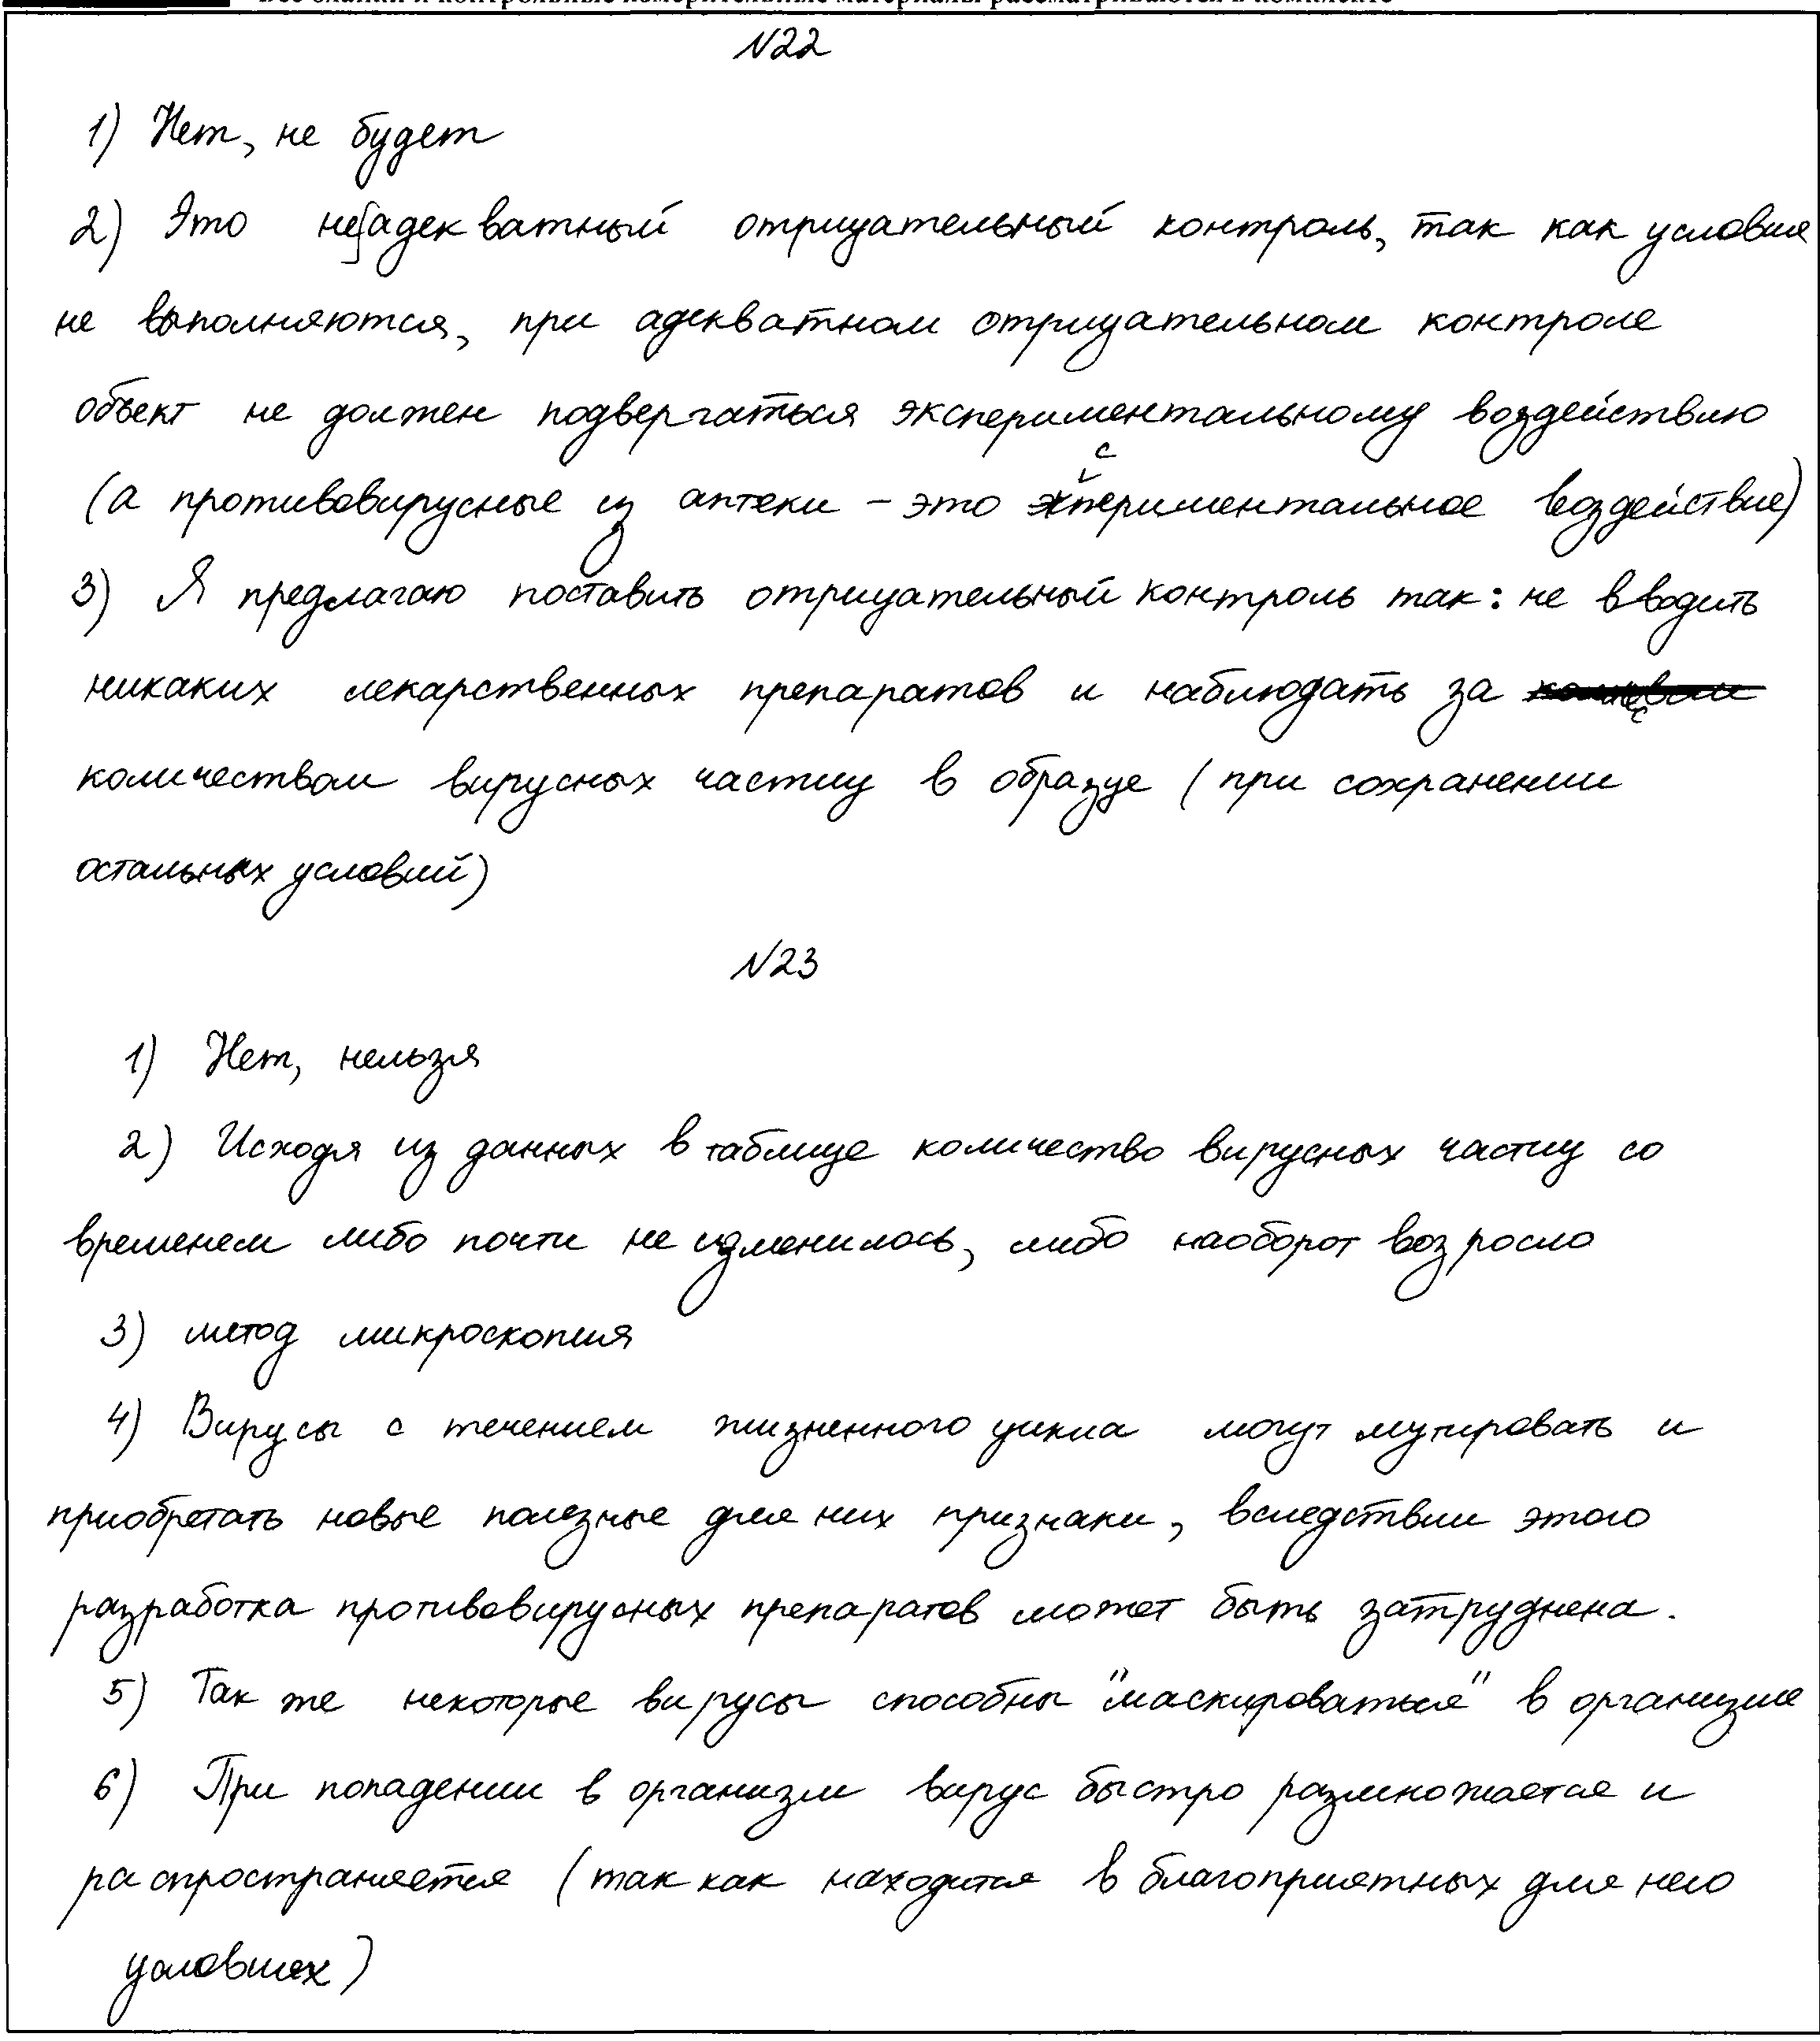 Все бланки и контрольные измерительные материалы рассматриваются в комплекте
№22
1) Нет, не будет
2) Это неадекватный отрицательный контроль, так как условия
не выполняются, при адекватном отрицательном контроле
объект не должен подвергаться экспериментальному воздействию
(а противовирусные из аптеки – это экспериментальное воздействие)
3) Я предлагаю поставить отрицательный контроль так: не вводить
никаких лекарственных препаратов и наблюдать за
количеством вирусных частиц в образце (при сохранении
остальных условий)
№23
1) Нет, нельзя
2) Исходя из данных в таблице количество вирусных частиц со
временем либо почти не изменилось, либо наоборот возросло
3) метод микроскопия
4) Вирусы с течением жизненного цикла могут мутировать и
приобретать новые полезные для них признаки, вследствии этого
разработка противовирусных препаратов может быть затруднена.
5) Так же некоторые вирусы способны "маскироваться" в организме
6) При попадении в организм вирус быстро размножается и
распространяется (так как находится в благоприятных для него
условиях)